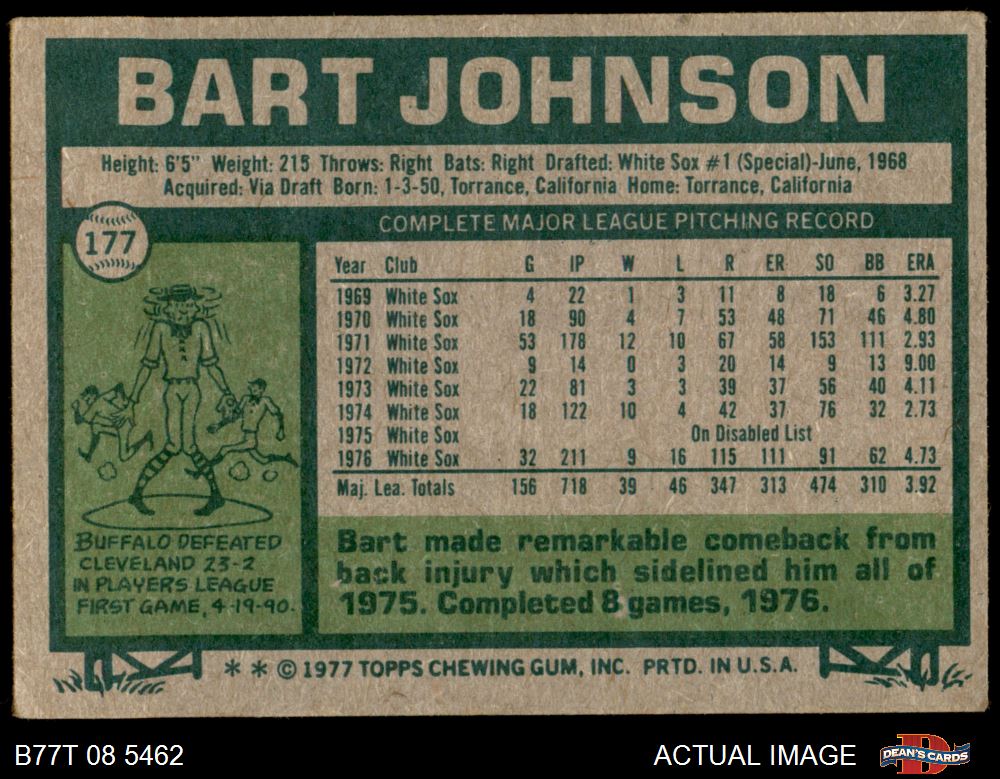 BART JOHNSON
Height: 6'5" Weight: 215 Throws: Right Bats: Right Drafted: White Sox #1 (Special)-June, 1968
Acquired: Via Draft Born: 1-3-50, Torrance, California Home: Torrance, California
177
COMPLETE MAJOR LEAGUE PITCHING RECORD
Year Club G IP W L R ER SO BB ERA
1969 White Sox 4 22 1 3 11 8 18 6 3.27
1970 White Sox 18 90 4 7 53 48 71 46 4.80
1971 White Sox 53 178 12 10 67 58 153 111 2.93
1972 White Sox 9 14 0 3 20 14 9 13 9.00
1973 White Sox 22 81 3 3 39 37 56 40 4.11
1974 White Sox 18 122 10 4 42 37 76 32 2.73
1975 White Sox On Disabled List
1976 White Sox 32 211 9 16 115 111 91 62 4.73
Maj. Lea. Totals 156 718 39 46 347 313 474 310 3.92
BUFFALO DEFEATED
CLEVELAND 23-2
IN PLAYERS LEAGUE
FIRST GAME, 4-19-90.
Bart made remarkable comeback from
back injury which sidelined him all of
1975. Completed 8 games, 1976.
* * © 1977 TOPPS CHEWING GUM, INC. PRTD. IN U.S.A.
B77T 08 5462
ACTUAL IMAGE
DEAN'S CARDS